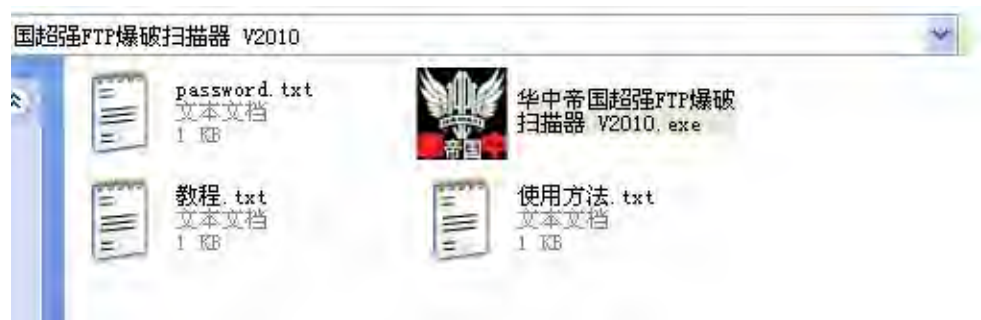 国超强FTP爆破扫描器 V2010
password.txt
文本文档
1 KB
华中帝国超强FTP爆破
扫描器 V2010.exe
帝国
教程.txt
文本文档
1 KB
使用方法.txt
文本文档
1 KB